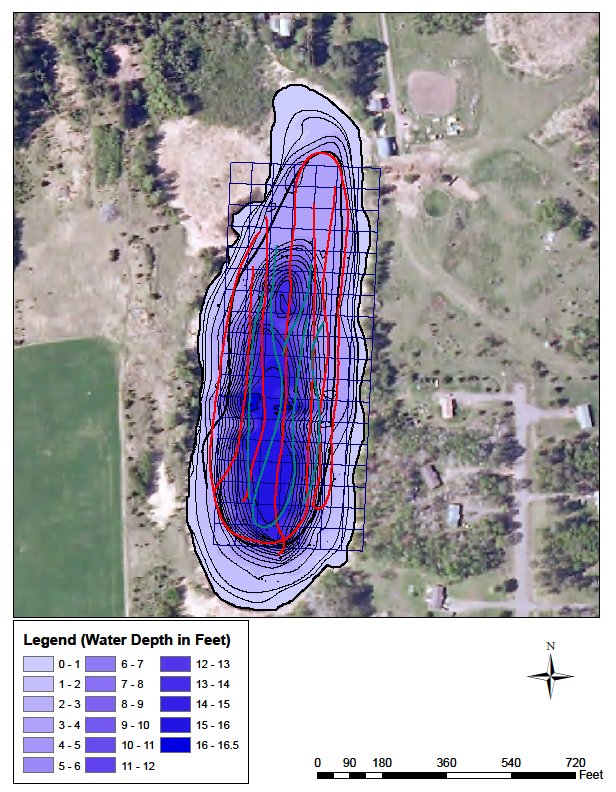 Legend (Water Depth in Feet)
0 - 1
1 - 2
2 - 3
3 - 4
4 - 5
5 - 6
6 - 7
7 - 8
8 - 9
9 - 10
10 - 11
11 - 12
12 - 13
13 - 14
14 - 15
15 - 16
16 - 16.5
N
0 90 180 360 540 720
Feet